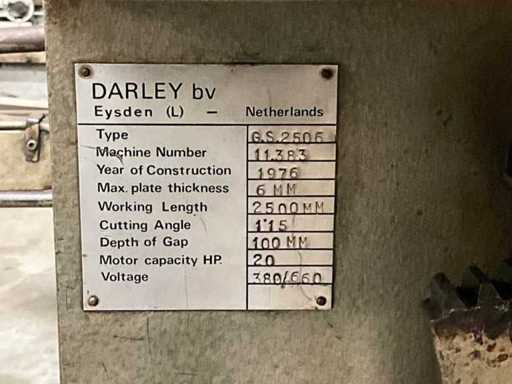 DARLEY bv
Eysden (L) – Netherlands
Type G.S.2506
Machine Number 11.383
Year of Construction 1976
Max. plate thickness 6 MM
Working Length 2500MM
Cutting Angle 1°15
Depth of Gap 100 MM
Motor capacity HP. 20
Voltage 380/660